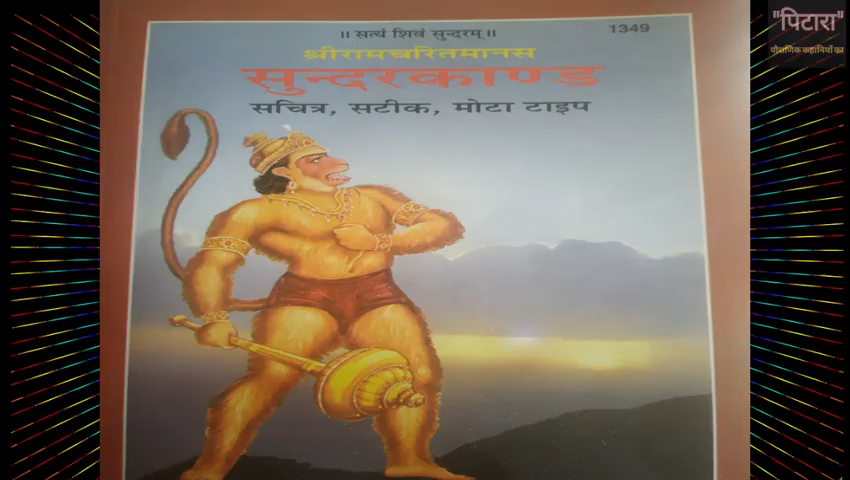 ॥ सत्यं शिवं सुन्दरम् ॥
1349
श्रीरामचरितमानस
सुन्दरकाण्ड
सचित्र, सटीक, मोटा टाइप
"पिटारा"
पौराणिक कहानियों का